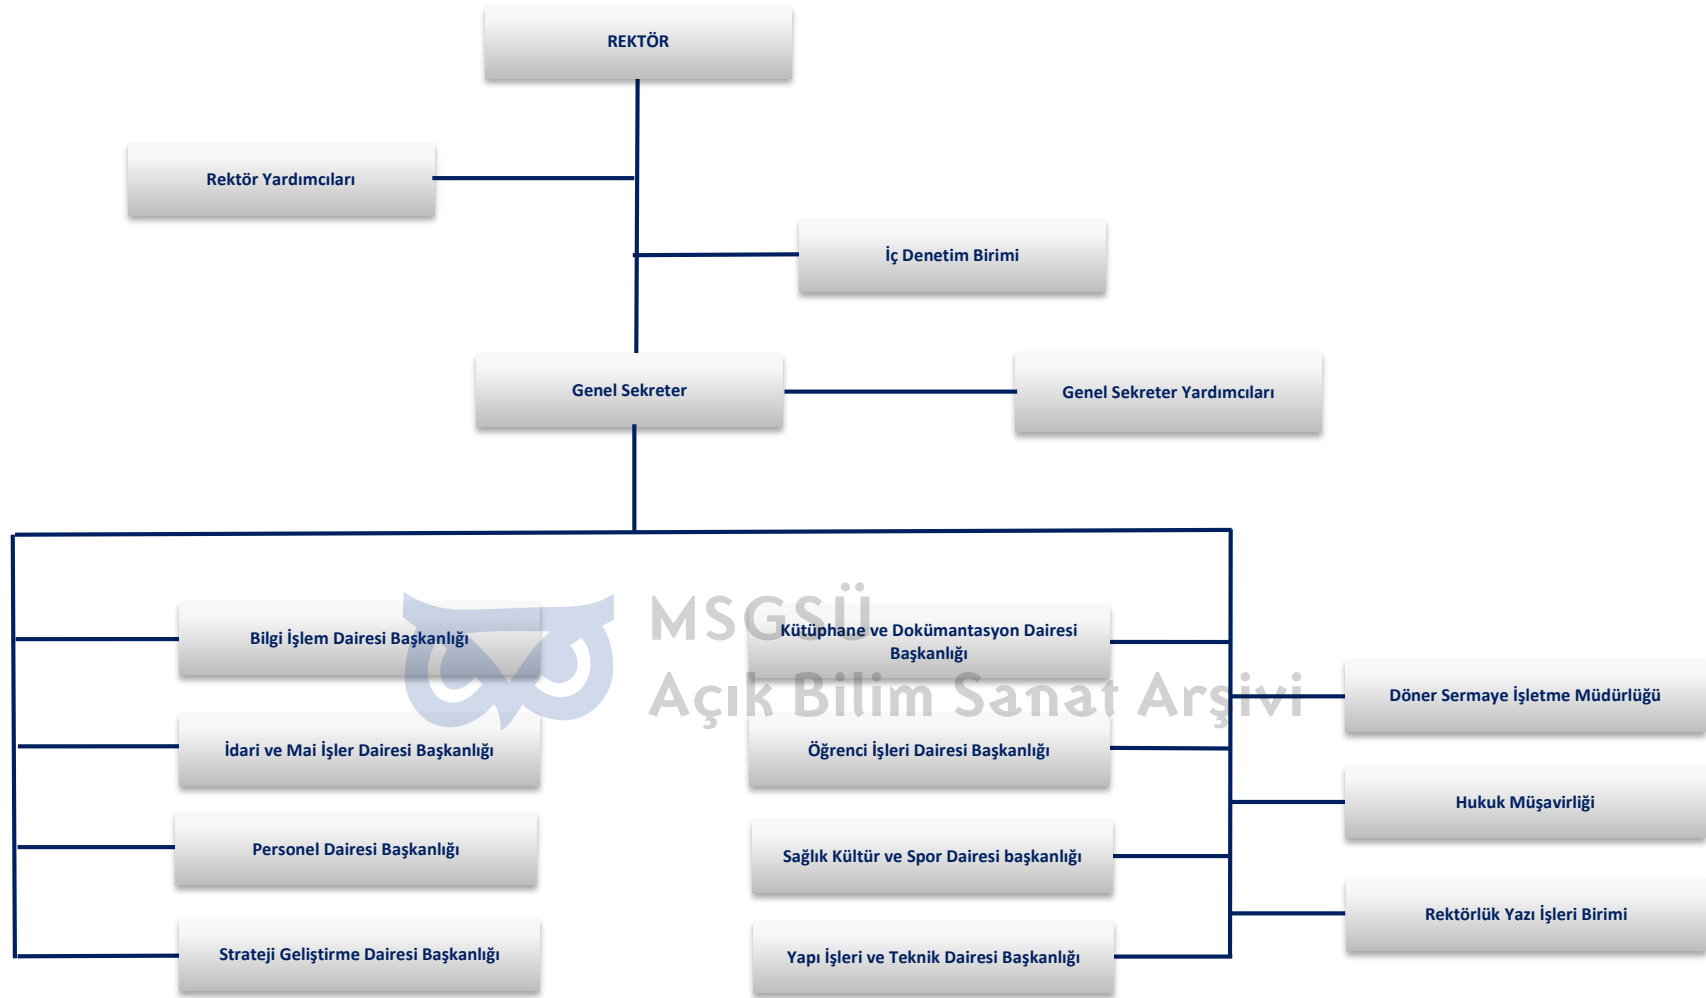 REKTÖR
Rektör Yardımcıları
İç Denetim Birimi
Genel Sekreter
Genel Sekreter Yardımcıları
MSGSÜ
Açık Bilim Sanat Arşivi
Bilgi İşlem Dairesi Başkanlığı
Kütüphane ve Dokümantasyon Dairesi
Başkanlığı
Döner Sermaye İşletme Müdürlüğü
İdari ve Mai İşler Dairesi Başkanlığı
Öğrenci İşleri Dairesi Başkanlığı
Hukuk Müşavirliği
Personel Dairesi Başkanlığı
Sağlık Kültür ve Spor Dairesi başkanlığı
Rektörlük Yazı İşleri Birimi
Strateji Geliştirme Dairesi Başkanlığı
Yapı İşleri ve Teknik Dairesi Başkanlığı